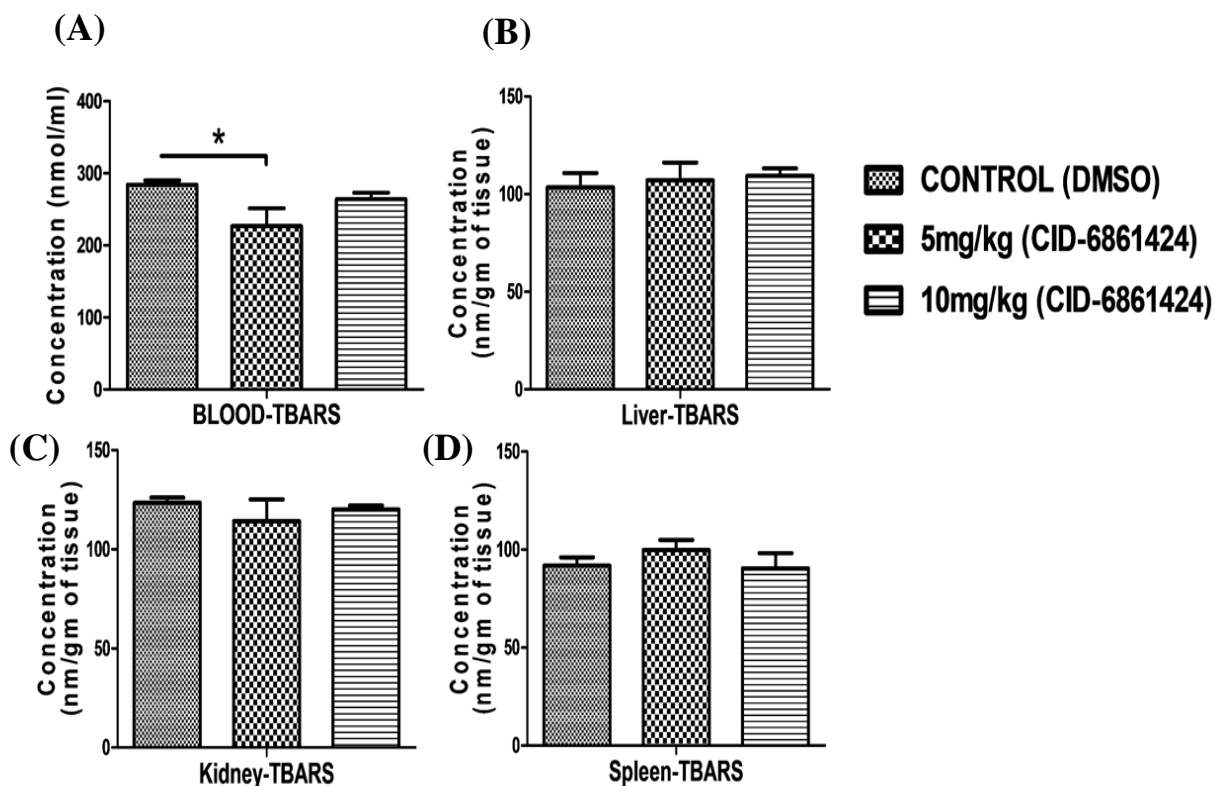 (A)
Concentration (nmol/ml)
400
300
200
100
0
*
BLOOD-TBARS
(B)
Concentration
(nm/gm of tissue)
150
100
50
0
Liver-TBARS
CONTROL (DMSO)
5mg/kg (CID-6861424)
10mg/kg (CID-6861424)
(C)
Concentration
(nm/gm of tissue)
150
100
50
0
Kidney-TBARS
(D)
Concentration
(nm/gm of tissue)
150
100
50
0
Spleen-TBARS